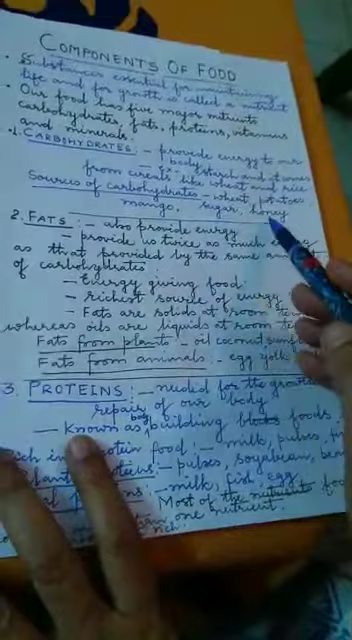 COMPONENTS OF FOOD
• Substances essential for maintaining
life and for growth is called a nutrient
• Our food has five major nutrients
carbohydrates, fats, proteins, vitamins
and minerals.
1. CARBOHYDRATES - provide energy to our
body
- Starch and it comes
from cereals like wheat and rice
Sources of carbohydrates - wheat, potatoes
mango, sugar, honey
2. FATS - also provide energy
- provide us twice as much energy
as that provided by the same
of carbohydrates
- Energy giving food
- richest source of energy
- Fats are solids at room
whereas oils are liquids at room
Fats from plants - oil coconut
Fats from animals - egg yolk
3. PROTEINS : - needed for the
repair of our body
- Known as body building foods
protein food : - milk, pulses,
- pulses, soyabean,
- milk, fish, egg
Most of the nutrients
one nutrient.